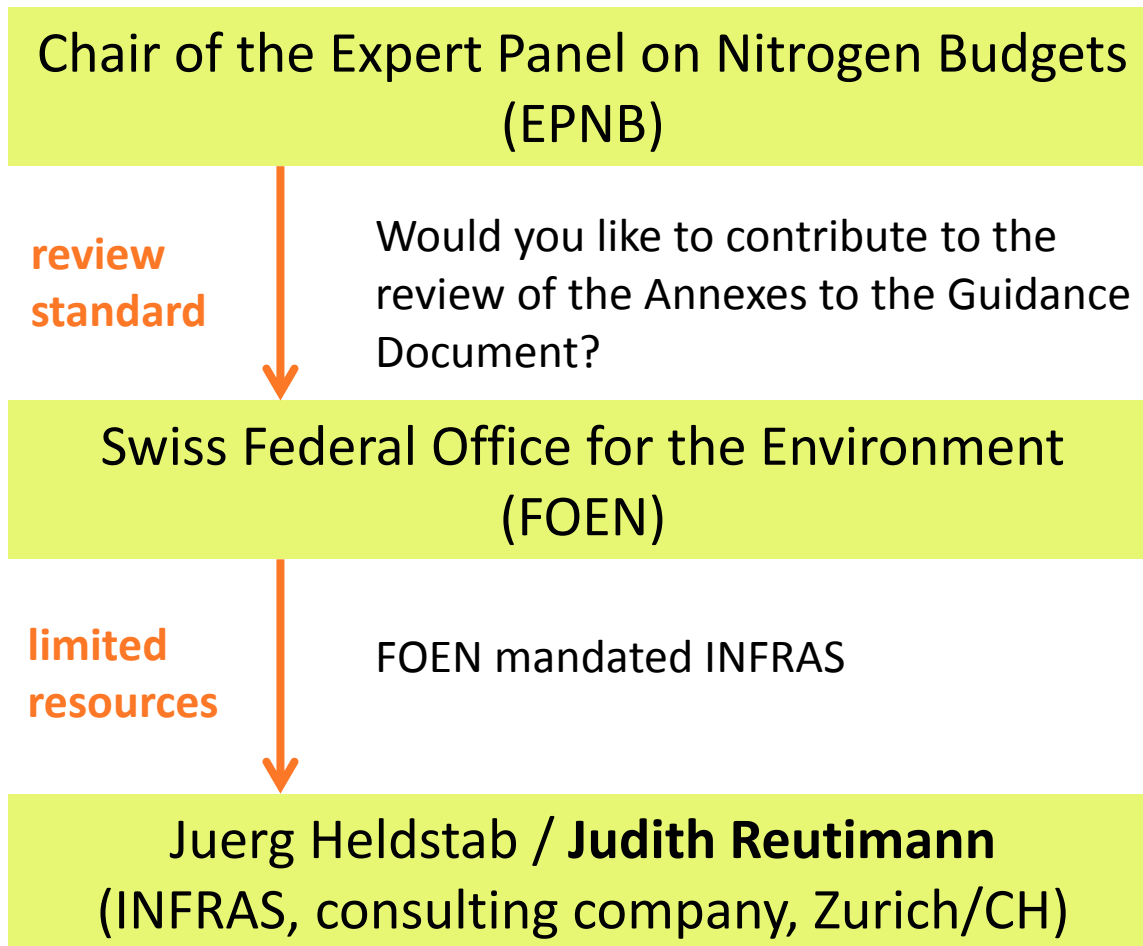 Chair of the Expert Panel on Nitrogen Budgets
(EPNB)
review
standard
Would you like to contribute to the
review of the Annexes to the Guidance
Document?
Swiss Federal Office for the Environment
(FOEN)
limited
resources
FOEN mandated INFRAS
Juerg Heldstab / Judith Reutimann
(INFRAS, consulting company, Zurich/CH)